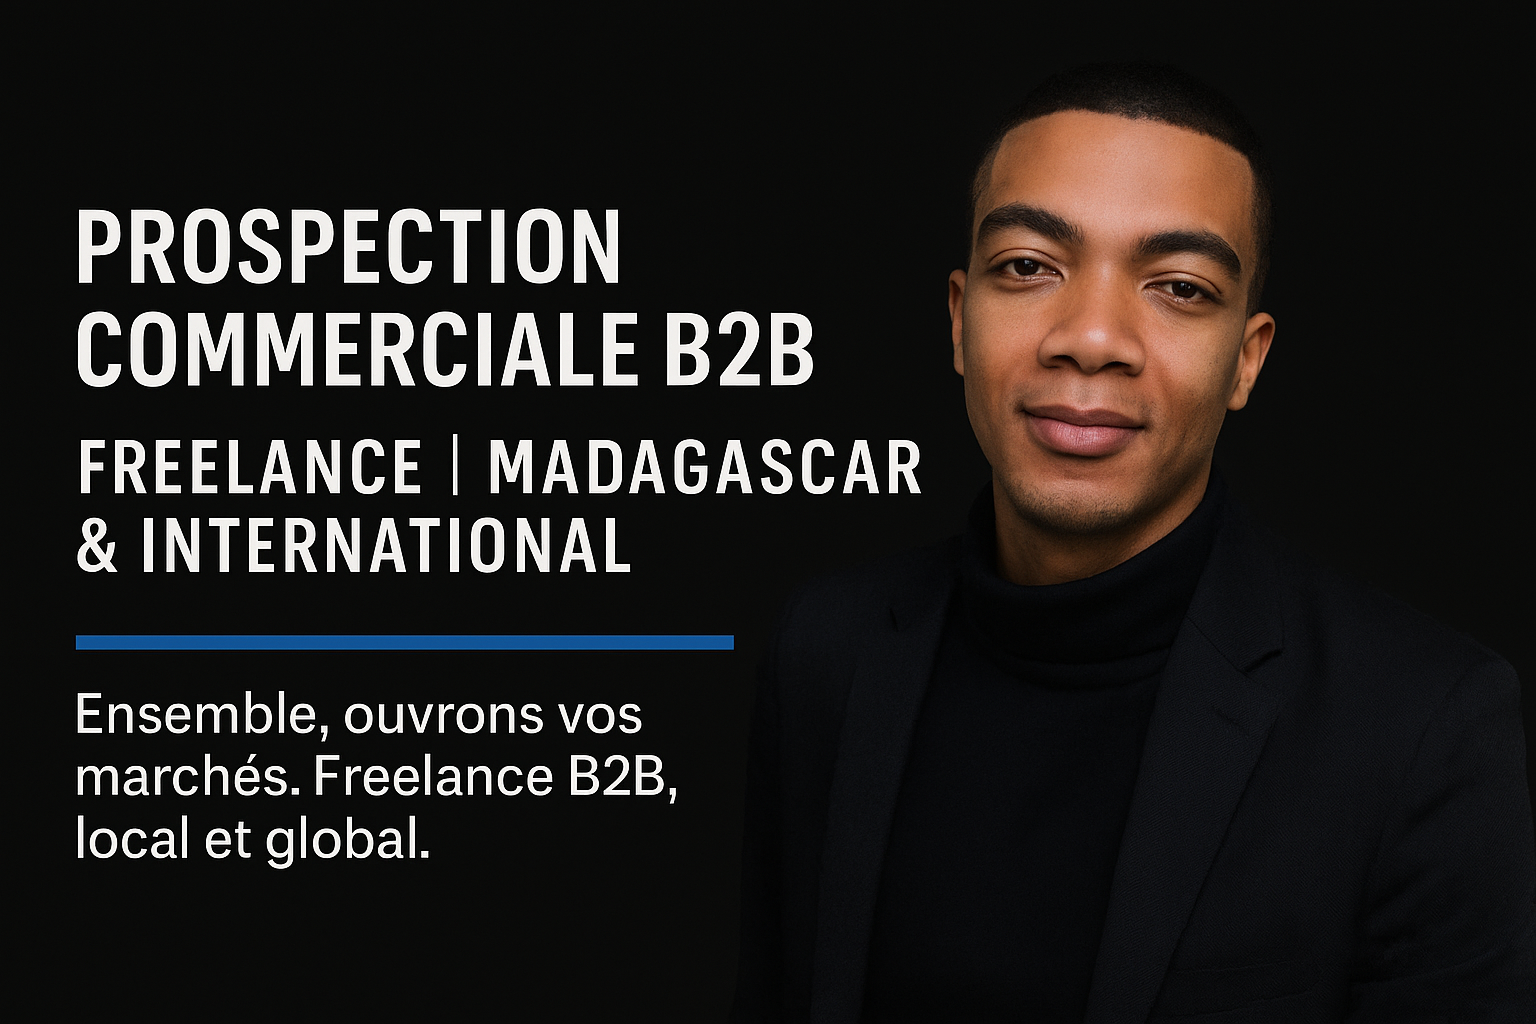 PROSPECTION
COMMERCIALE B2B
FREELANCE | MADAGASCAR
& INTERNATIONAL
Ensemble, ouvrons vos
marchés. Freelance B2B,
local et global.